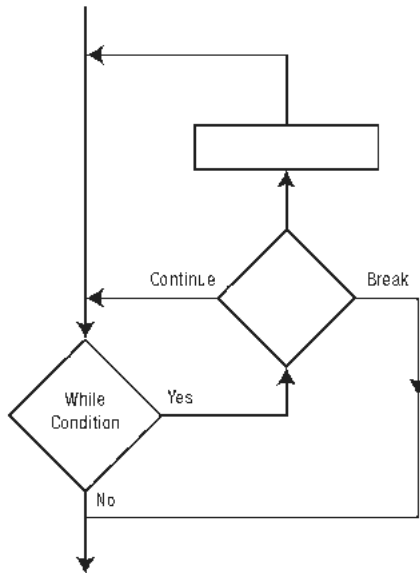 Continue
Break
While
Condition
Yes
No